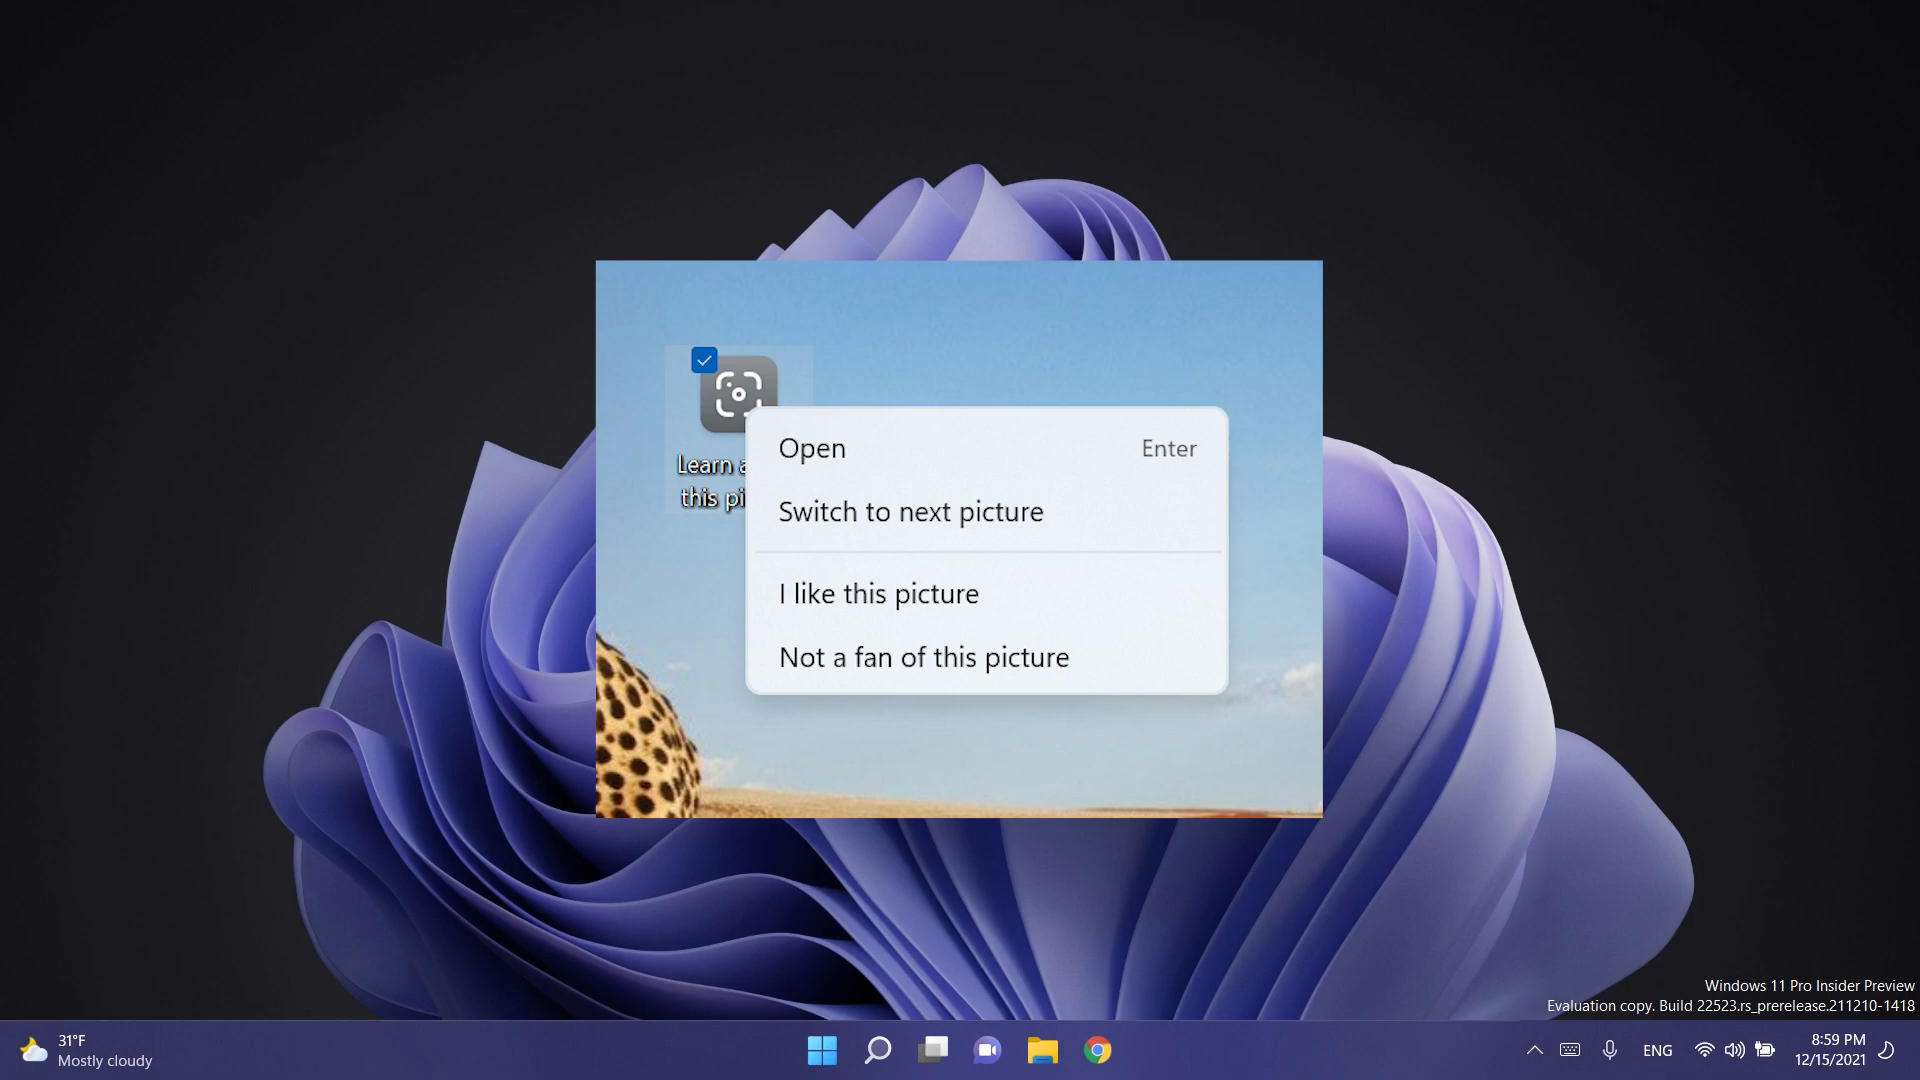 Learn a
this pi
Open Enter
Switch to next picture
I like this picture
Not a fan of this picture
Windows 11 Pro Insider Preview
Evaluation copy. Build 22523.rs_prerelease.211210-1418
31°F
Mostly cloudy
ENG
8:59 PM
12/15/2021